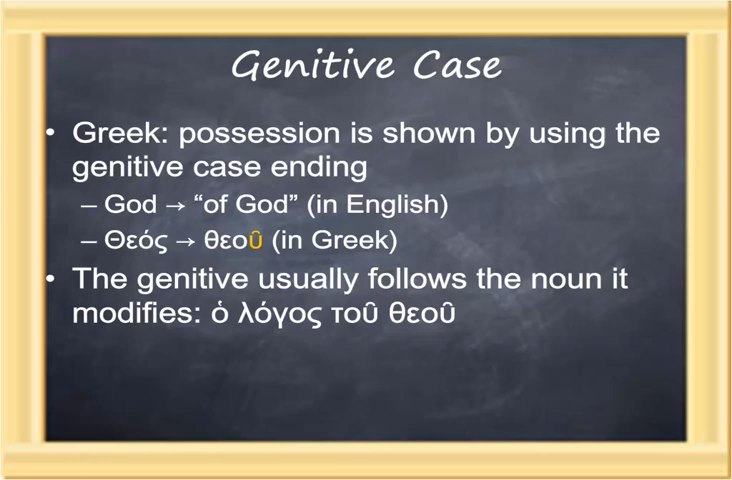 Genitive Case
• Greek: possession is shown by using the
genitive case ending
– God → “of God” (in English)
– Θεός → θεοῦ (in Greek)
• The genitive usually follows the noun it
modifies: ὁ λόγος τοῦ θεοῦ